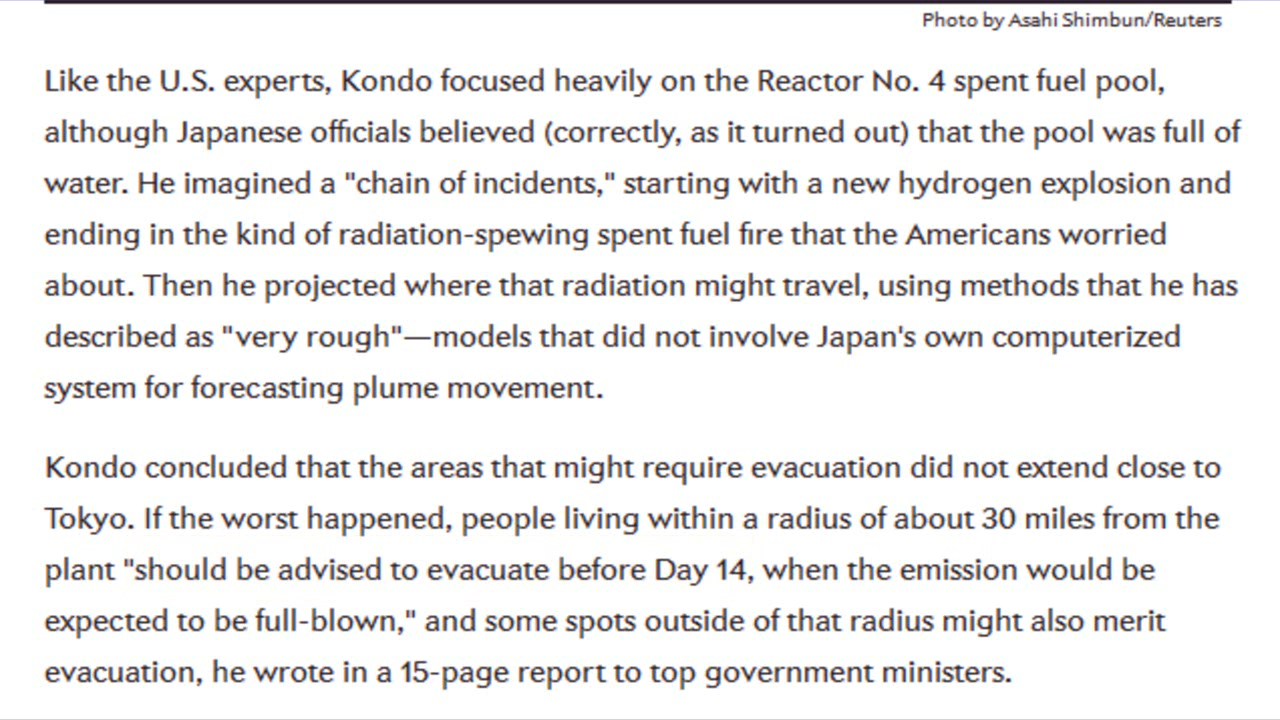 Photo by Asahi Shimbun/Reuters
Like the U.S. experts, Kondo focused heavily on the Reactor No. 4 spent fuel pool,
although Japanese officials believed (correctly, as it turned out) that the pool was full of
water. He imagined a "chain of incidents," starting with a new hydrogen explosion and
ending in the kind of radiation-spewing spent fuel fire that the Americans worried
about. Then he projected where that radiation might travel, using methods that he has
described as "very rough"—models that did not involve Japan's own computerized
system for forecasting plume movement.
Kondo concluded that the areas that might require evacuation did not extend close to
Tokyo. If the worst happened, people living within a radius of about 30 miles from the
plant "should be advised to evacuate before Day 14, when the emission would be
expected to be full-blown," and some spots outside of that radius might also merit
evacuation, he wrote in a 15-page report to top government ministers.